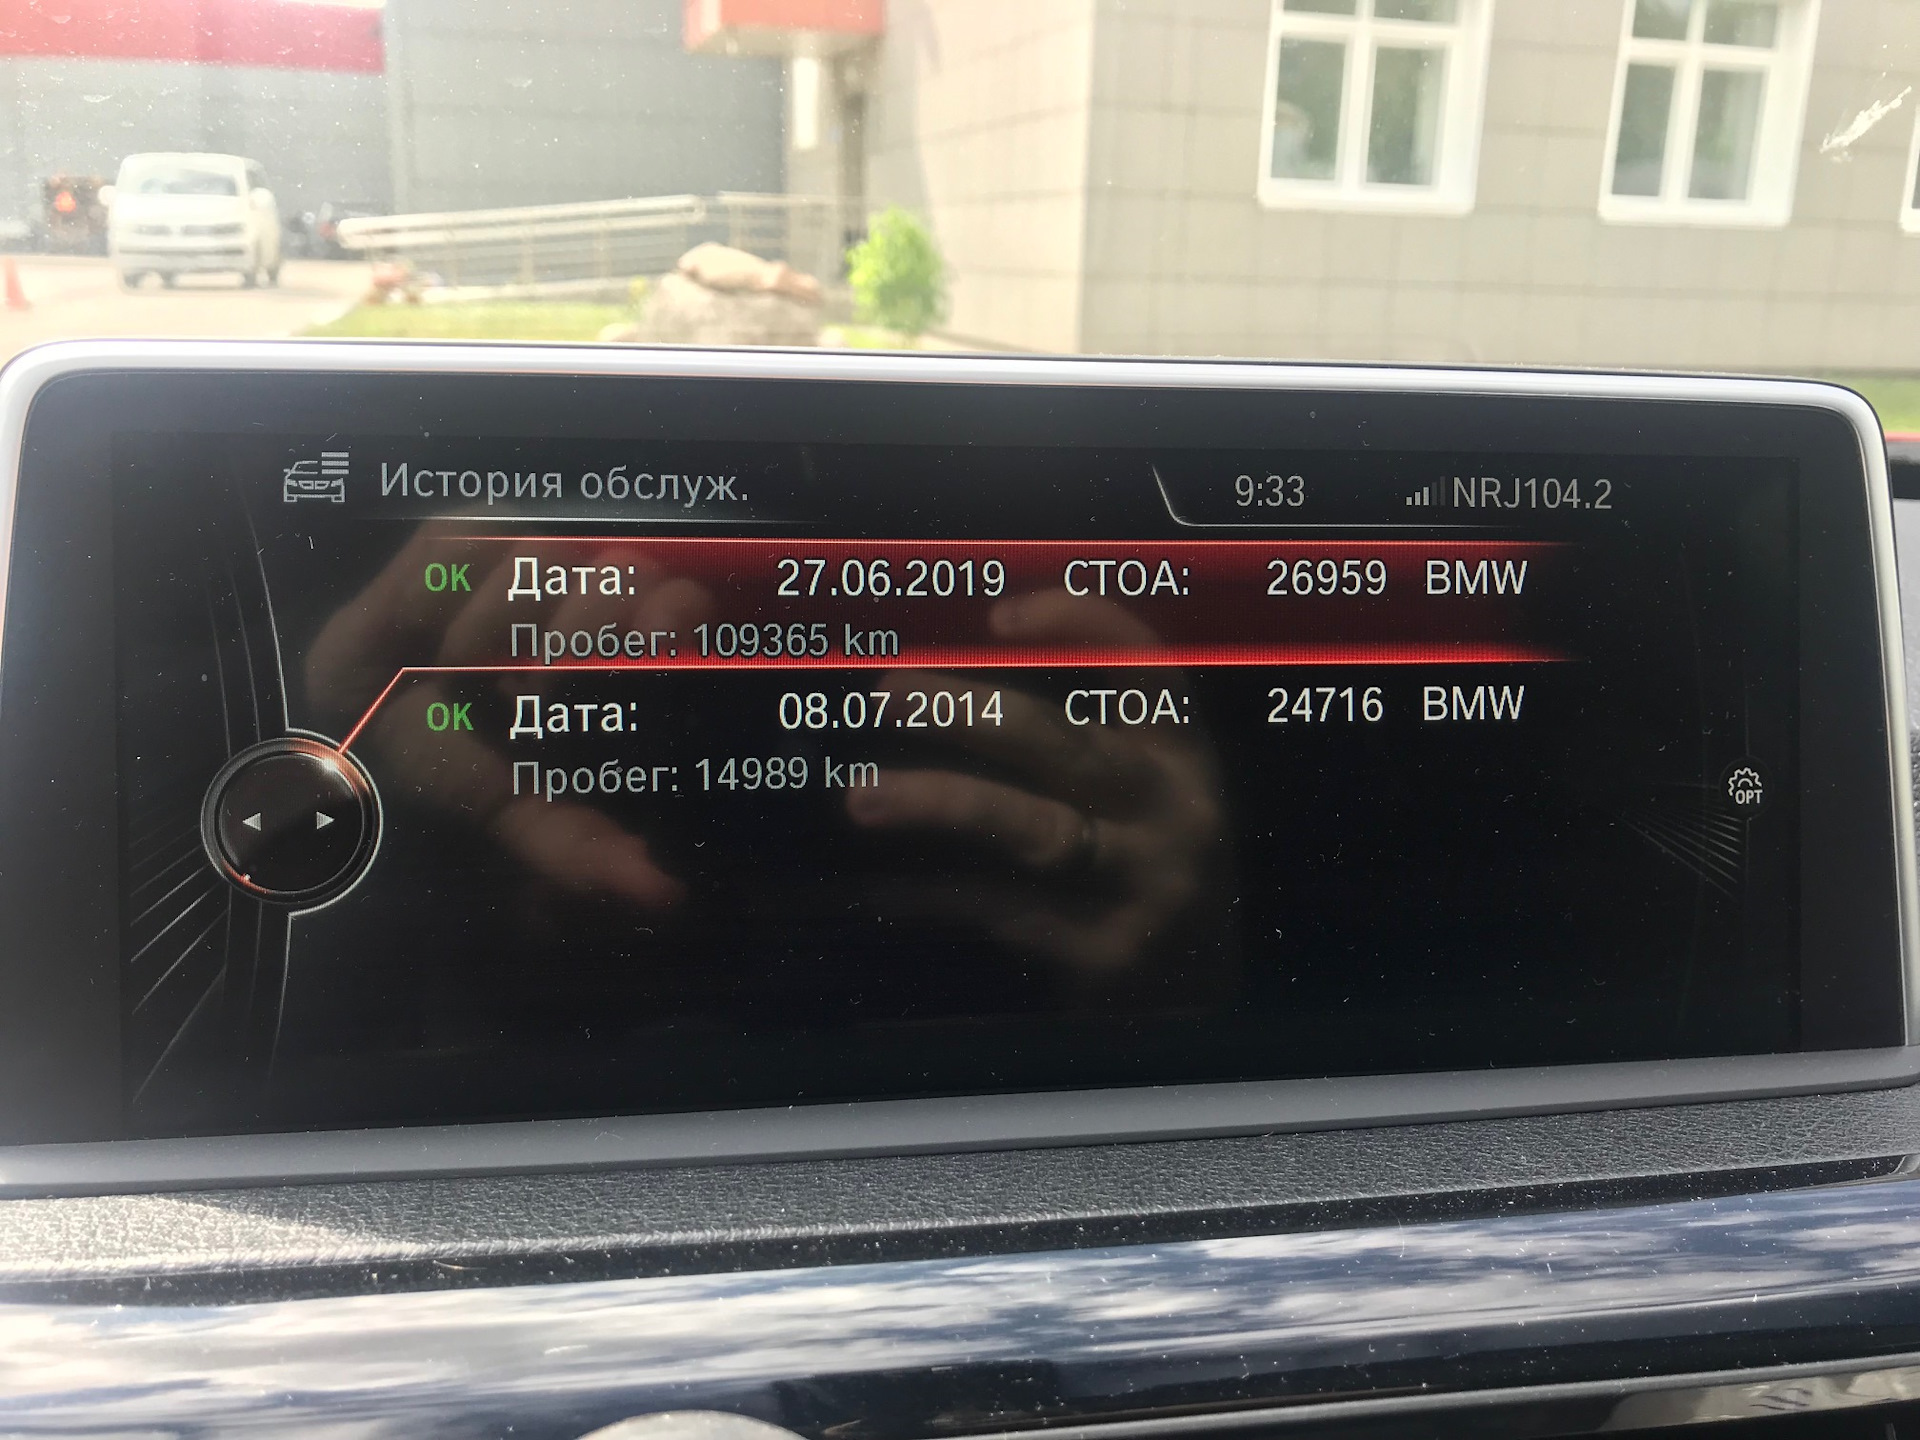 История обслуж.
9:33 NRJ104.2
OK Дата: 27.06.2019 СТОА: 26959 BMW
Пробег: 109365 km
OK Дата: 08.07.2014 СТОА: 24716 BMW
Пробег: 14989 km
OPT